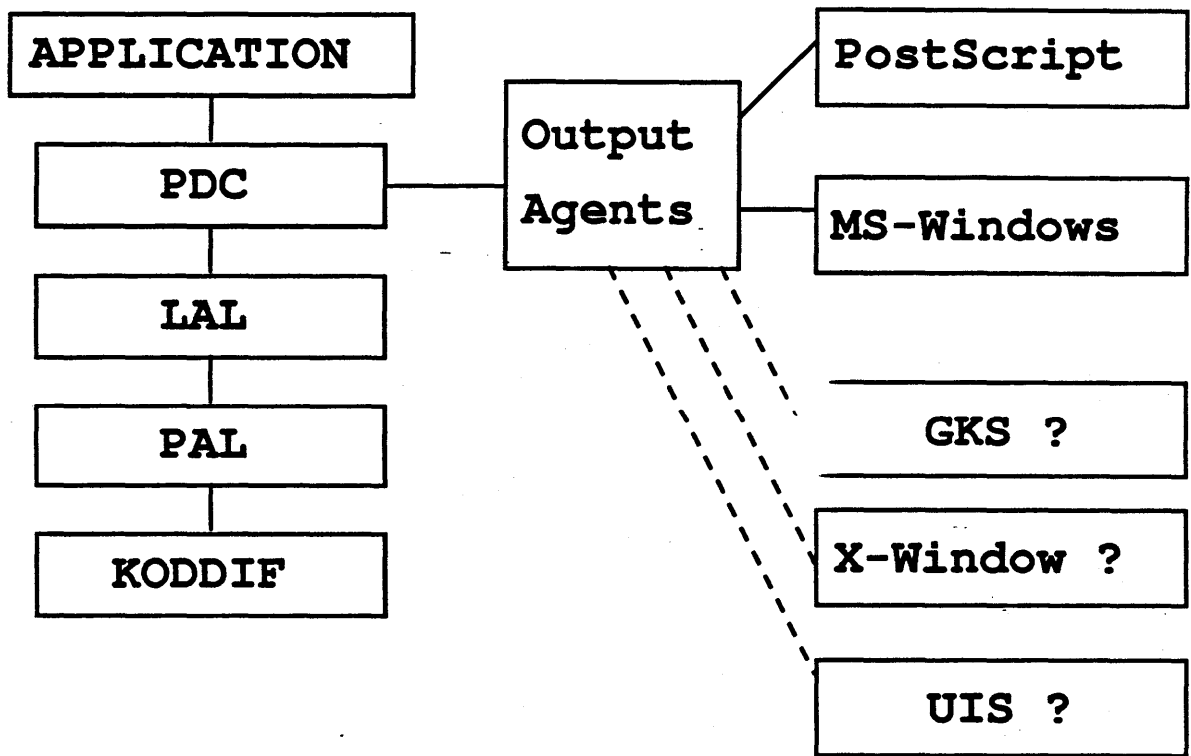 APPLICATION
PDC
LAL
PAL
KODDIF
Output
Agents
PostScript
MS-Windows
GKS ?
X-Window ?
UIS ?